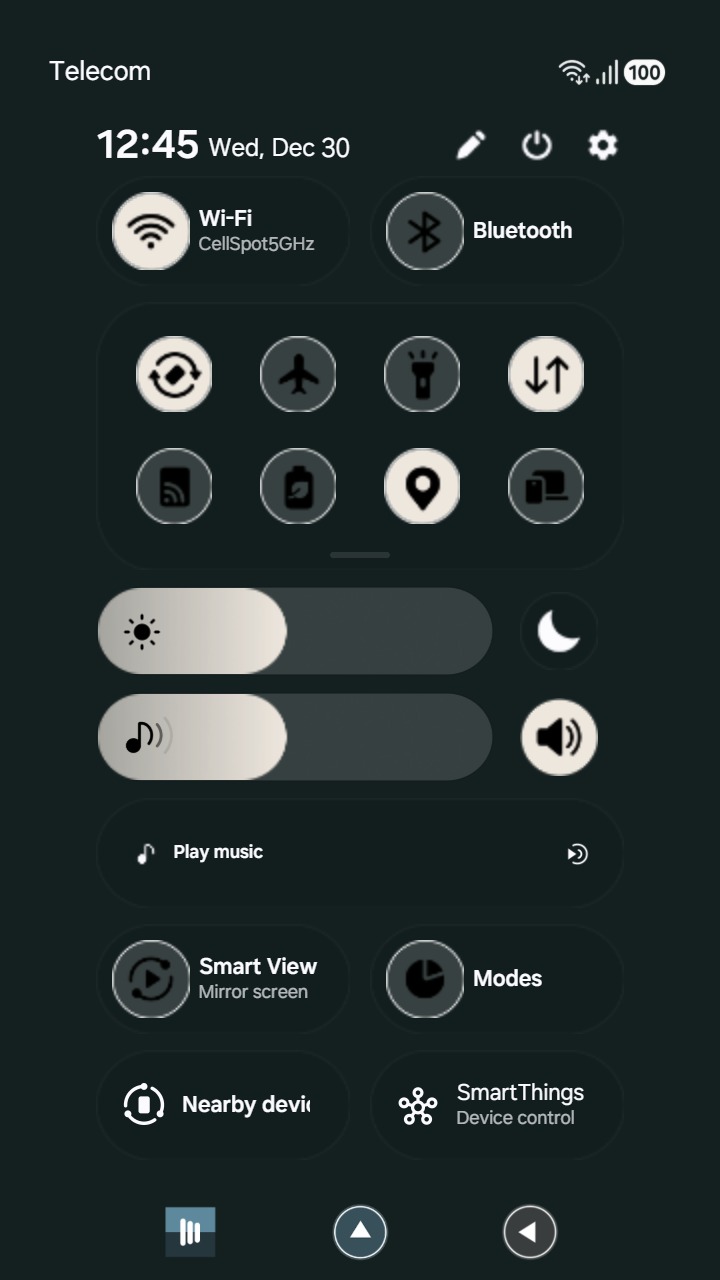 Telecom
100
12:45 Wed, Dec 30
Wi-Fi
CellSpot5GHz
Bluetooth
Play music
Smart View
Mirror screen
Modes
Nearby devi
SmartThings
Device control